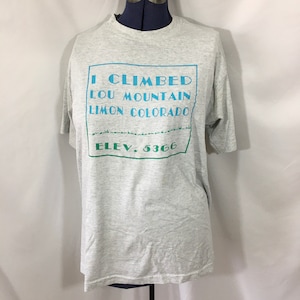 I CLIMBED
LOU MOUNTAIN
LIMON COLORADO
ELEV. 5366